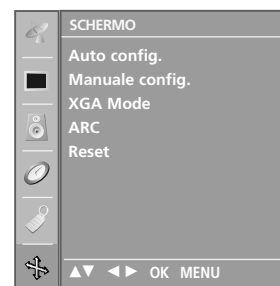 SCHERMO
Auto config.
Manuale config.
XGA Mode
ARC
Reset
▲▼ ◄► OK MENU